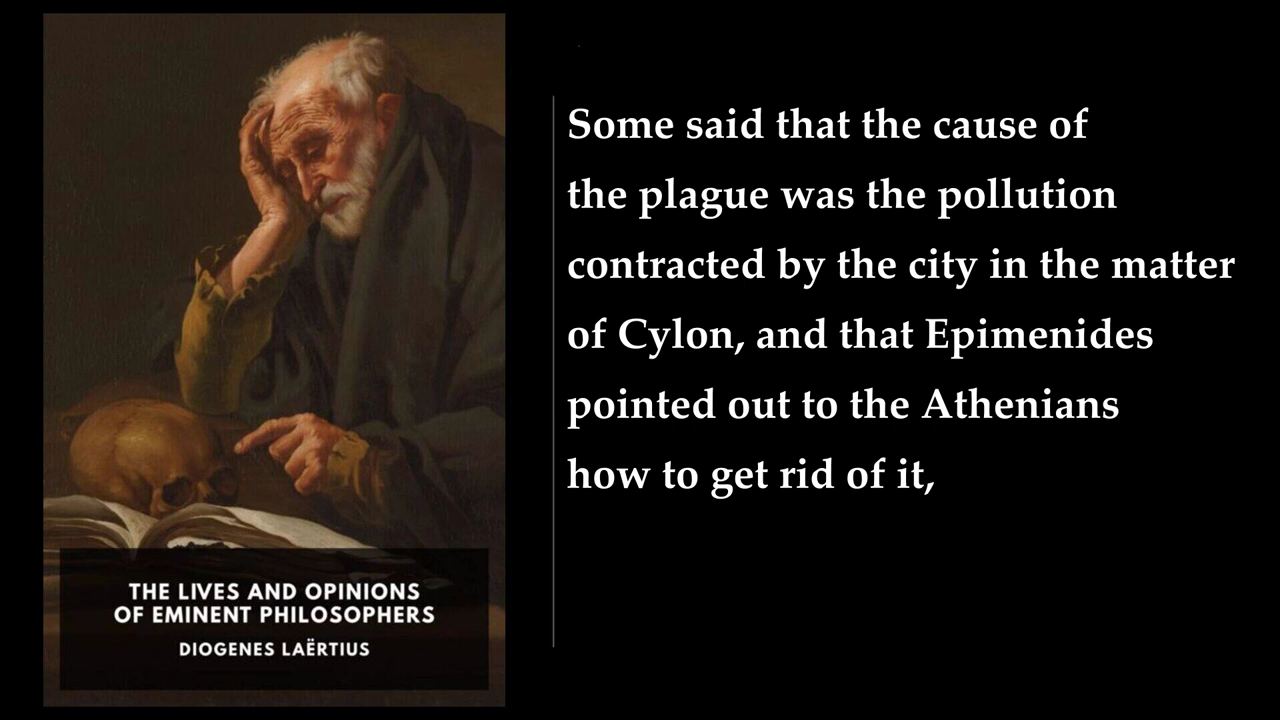 Some said that the cause of
the plague was the pollution
contracted by the city in the matter
of Cylon, and that Epimenides
pointed out to the Athenians
how to get rid of it,
THE LIVES AND OPINIONS
OF EMINENT PHILOSOPHERS
DIOGENES LAËRTIUS